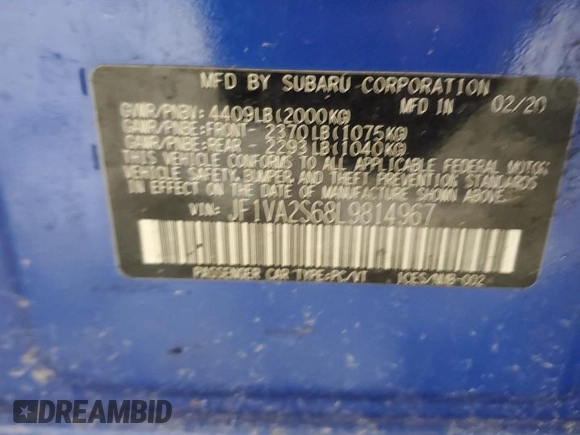 MFD BY SUBARU CORPORATION
MFD IN 02/20
GVWR/PNBV: 4409LB(2000KG)
GAWR/PNBE:FRONT- 2370LB(1075KG)
GAWR/PNBE:REAR - 2293LB(1040KG)
THIS VEHICLE CONFORMS TO ALL APPLICABLE FEDERAL MOTOR
VEHICLE SAFETY,BUMPER,AND THEFT PREVENTION STANDARDS
IN EFFECT ON THE DATE OF MANUFACTURE SHOWN ABOVE.
VIN: JF1VA2S68L9814967
PASSENGER CAR TYPE:PC/VT ICES/NMB-002
DREAMBID